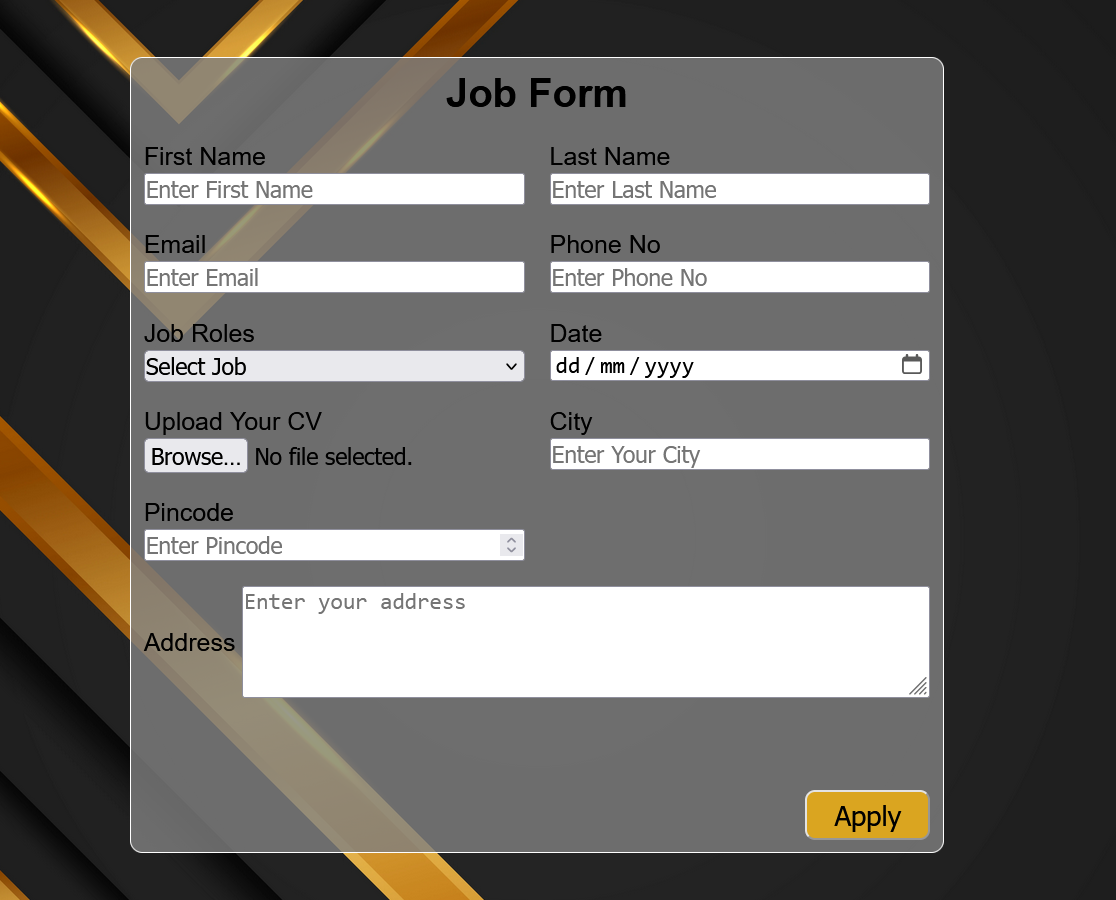 Job Form
First Name Last Name
Enter First Name Enter Last Name
Email Phone No
Enter Email Enter Phone No
Job Roles Date
Select Job dd/mm/yyyy
Upload Your CV City
Browse... No file selected. Enter Your City
Pincode
Enter Pincode
Enter your address
Address
Apply